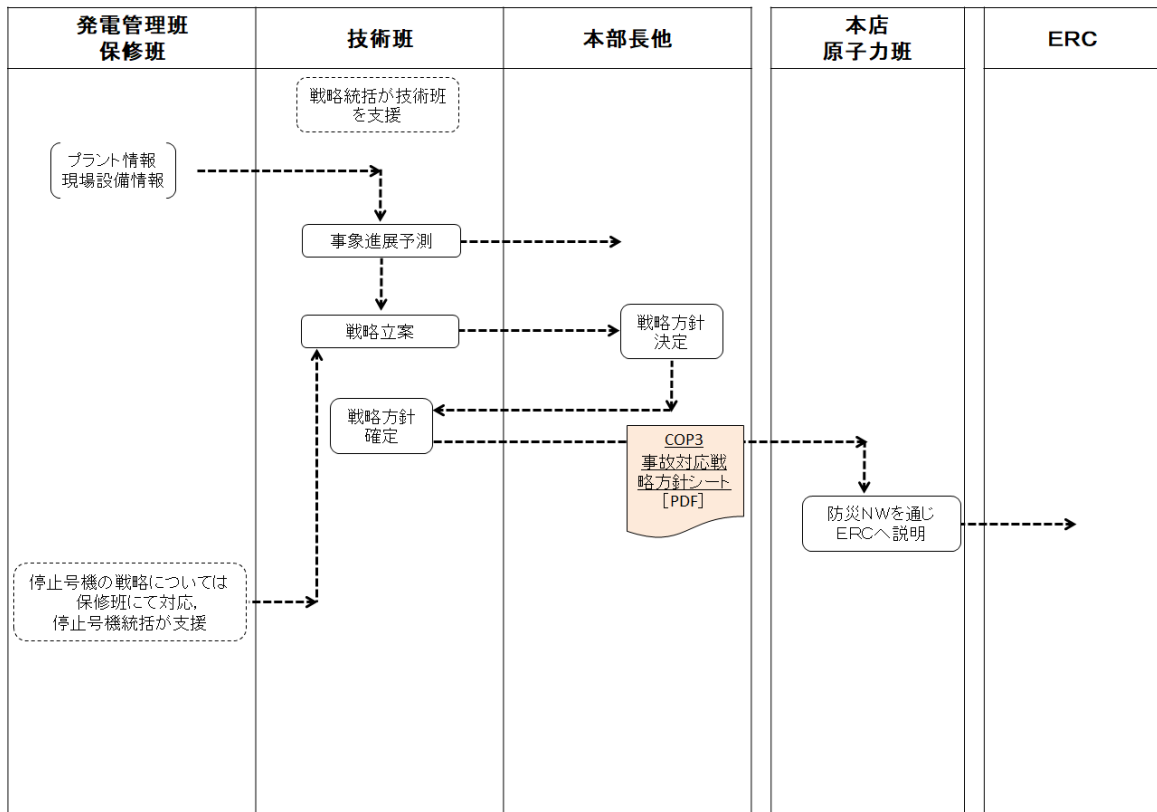 発電管理班
保修班
技術班
本部長他
本店
原子力班
ERC
戦略統括が技術班
を支援
プラント情報
現場設備情報
事象進展予測
戦略立案
戦略方針
決定
戦略方針
確定
COP3
事故対応戦
略方針シート
[PDF]
防災NWを通じ
ERCへ説明
停止号機の戦略については
保修班にて対応,
停止号機統括が支援